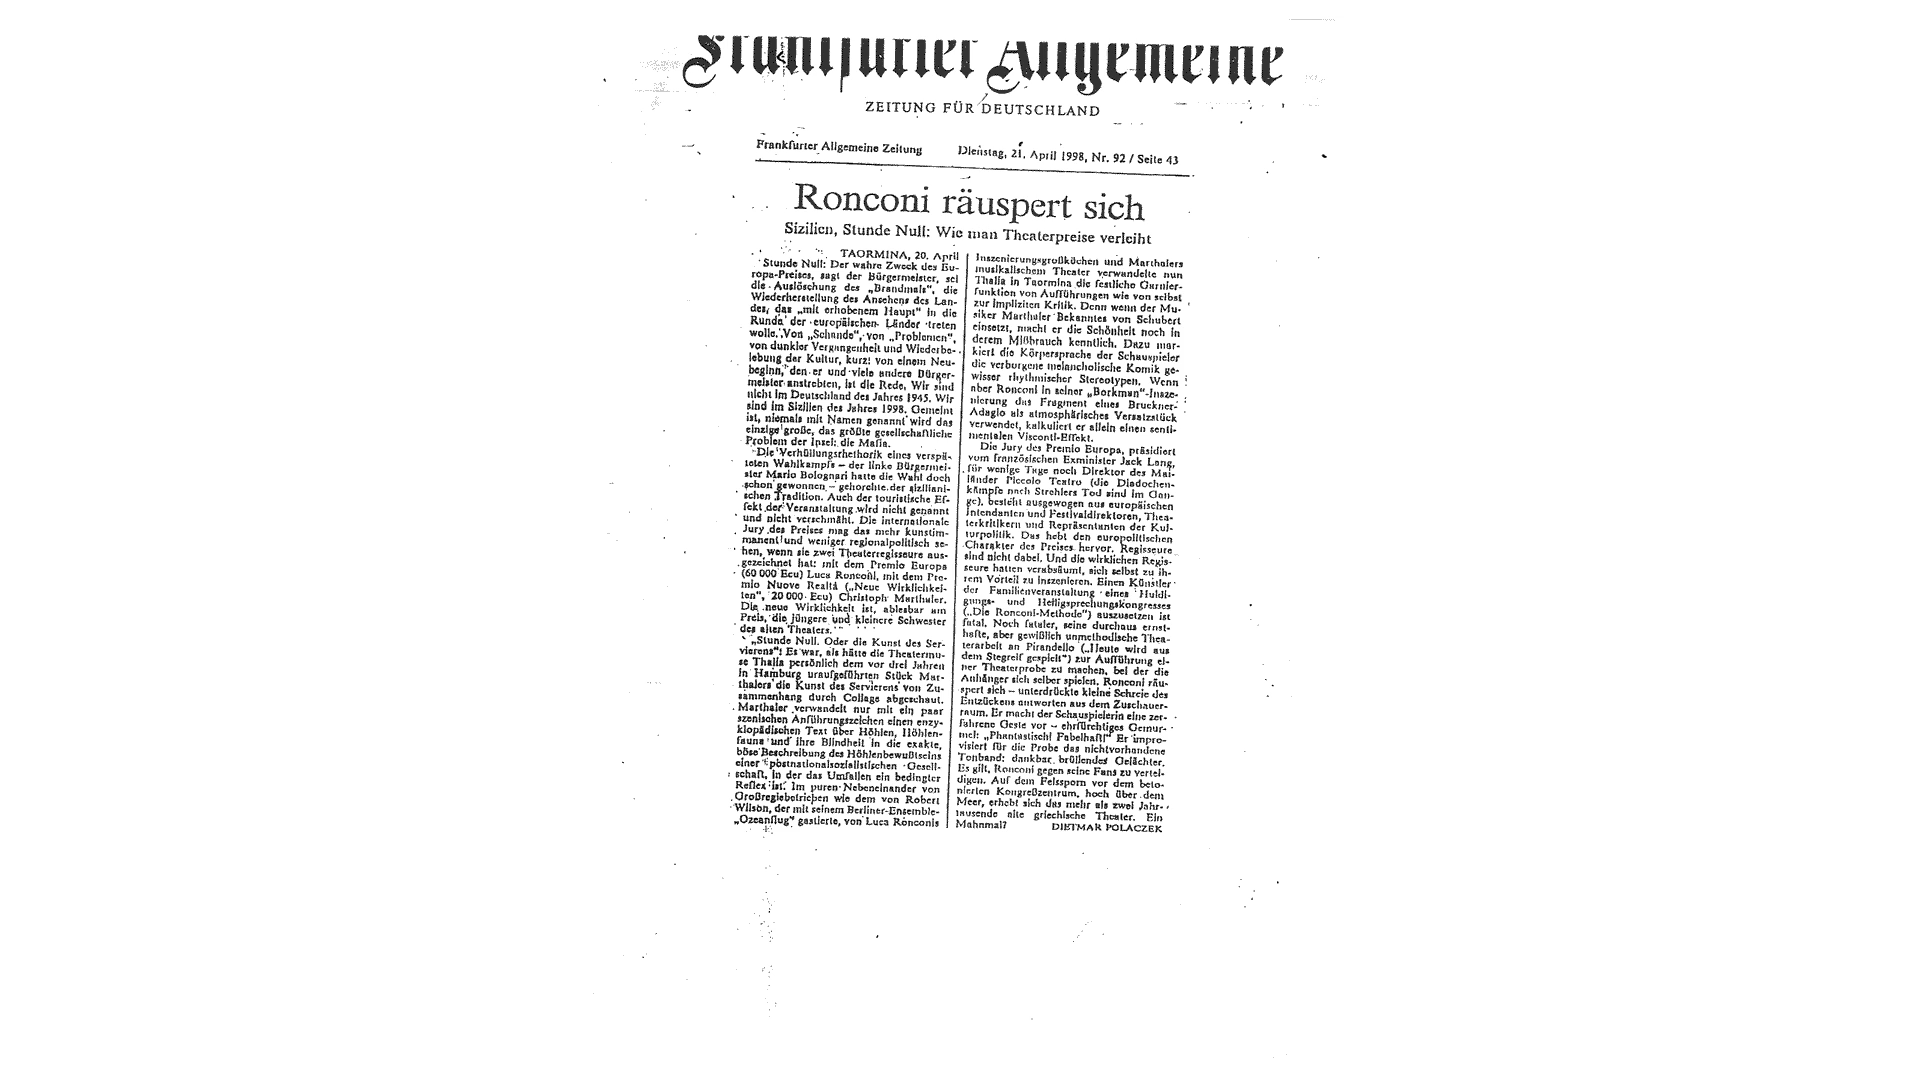 Frankfurter Allgemeine
ZEITUNG FÜR DEUTSCHLAND
Frankfurter Allgemeine Zeitung Dienstag, 21. April 1998, Nr. 92 / Seite 43
Ronconi räuspert sich
Sizilien, Stunde Null: Wie man Theaterpreise verleiht
TAORMINA, 20. April
Stunde Null: Der wahre Zweck des Eu-
ropa-Preises, sagt der Bürgermeister, sei
die Auslöschung des „Brandmals“, die
Wiederherstellung des Ansehens des Lan-
des, das „mit erhobenem Haupt“ in die
Runde der europäischen Länder treten
wolle. Von „Schande“, von „Problemen“,
von dunkler Vergangenheit und Wiederbe-
lebung der Kultur, kurz: von einem Neu-
beginn, den er und viele andere Bürger-
meister anstrebten, ist die Rede. Wir sind
nicht im Deutschland des Jahres 1945. Wir
sind im Sizilien des Jahres 1998. Gemeint
ist, niemals mit Namen genannt wird das
einzige große, das größte gesellschaftliche
Problem der Insel: die Mafia.
Die Verhüllungsrhethorik eines verspä-
teten Wahlkampfs – der linke Bürgermei-
ster Mario Bolognari hatte die Wahl doch
schon gewonnen – gehorchte der siziliani-
schen Tradition. Auch der touristische Ef-
fekt der Veranstaltung wird nicht genannt
und nicht verschmäht. Die internationale
Jury des Preises mag das mehr kunstim-
manent und weniger regionalpolitisch se-
hen, wenn sie zwei Theaterregisseure aus-
gezeichnet hat: mit dem Premio Europa
(60 000 Ecu) Luca Ronconi, mit dem Pre-
mio Nuove Realtà („Neue Wirklichkei-
ten“, 20 000 Ecu) Christoph Marthaler.
Die neue Wirklichkeit ist, ablesbar am
Preis, die jüngere und kleinere Schwester
des alten Theaters.
„Stunde Null. Oder die Kunst des Ser-
vierens“: Es war, als hätte die Theatermu-
se Thalia persönlich dem vor drei Jahren
in Hamburg uraufgeführten Stück Mar-
thalers die Kunst des Servierens von Zu-
sammenhang durch Collage abgeschaut.
Marthaler verwandelt nur mit ein paar
szenischen Anführungszeichen einen enzy-
klopädischen Text über Höhlen, Höhlen-
fauna und ihre Blindheit in die exakte,
böse Beschreibung des Höhlenbewußtseins
einer postnationalsozialistischen Gesell-
schaft, in der das Umfallen ein bedingter
Reflex ist. Im puren Nebeneinander von
Großregiebetrieben wie dem von Robert
Wilson, der mit seinem Berliner-Ensemble-
„Ozeanflug“ gastierte, von Luca Ronconis
Inszenierungsgroßküchen und Marthalers
musikalischem Theater verwandelte nun
Thalia in Taormina die festliche Garnier-
funktion von Aufführungen wie von selbst
zur impliziten Kritik. Denn wenn der Mu-
siker Marthaler Bekanntes von Schubert
einsetzt, macht er die Schönheit noch in
derem Mißbrauch kenntlich. Dazu mar-
kiert die Körpersprache der Schauspieler
die verborgene melancholische Komik ge-
wisser rhythmischer Stereotypen. Wenn
aber Ronconi in seiner „Borkman“-Insze-
nierung das Fragment eines Bruckner-
Adagio als atmosphärisches Versatzstück
verwendet, kalkuliert er allein einen senti-
mentalen Visconti-Effekt.
Die Jury des Premio Europa, präsidiert
vom französischen Exminister Jack Lang,
für wenige Tage noch Direktor des Mai-
länder Piccolo Teatro (die Diadochen-
kämpfe nach Strehlers Tod sind im Gan-
ge), besteht ausgewogen aus europäischen
Intendanten und Festivaldirektoren, Thea-
terkritikern und Repräsentanten der Kul-
turpolitik. Das hebt den europolitischen
Charakter des Preises hervor. Regisseure
sind nicht dabei. Und die wirklichen Regis-
seure hatten verabsäumt, sich selbst zu ih-
rem Vorteil zu inszenieren. Einen Künstler
der Familienveranstaltung eines Huldi-
gungs- und Heiligsprechungskongresses
(„Die Ronconi-Methode“) auszusetzen ist
fatal. Noch fataler, seine durchaus ernst-
hafte, aber gewißlich unmethodische Thea-
terarbeit an Pirandello („Heute wird aus
dem Stegreif gespielt“) zur Aufführung ei-
ner Theaterprobe zu machen, bei der die
Anhänger sich selber spielen. Ronconi räu-
spert sich – unterdrückte kleine Schreie des
Entzückens antworten aus dem Zuschauer-
raum. Er macht der Schauspielerin eine zer-
fahrene Geste vor – ehrfürchtiges Gemur-
mel: „Phantastisch! Fabelhaft!“ Er impro-
visiert für die Probe das nichtvorhandene
Tonband: dankbar brüllendes Gelächter.
Es gilt, Ronconi gegen seine Fans zu vertei-
digen. Auf dem Felssporn vor dem beto-
nierten Kongreßzentrum, hoch über dem
Meer, erhebt sich das mehr als zwei Jahr-
tausende alte griechische Theater. Ein
Mahnmal? DIETMAR POLACZEK